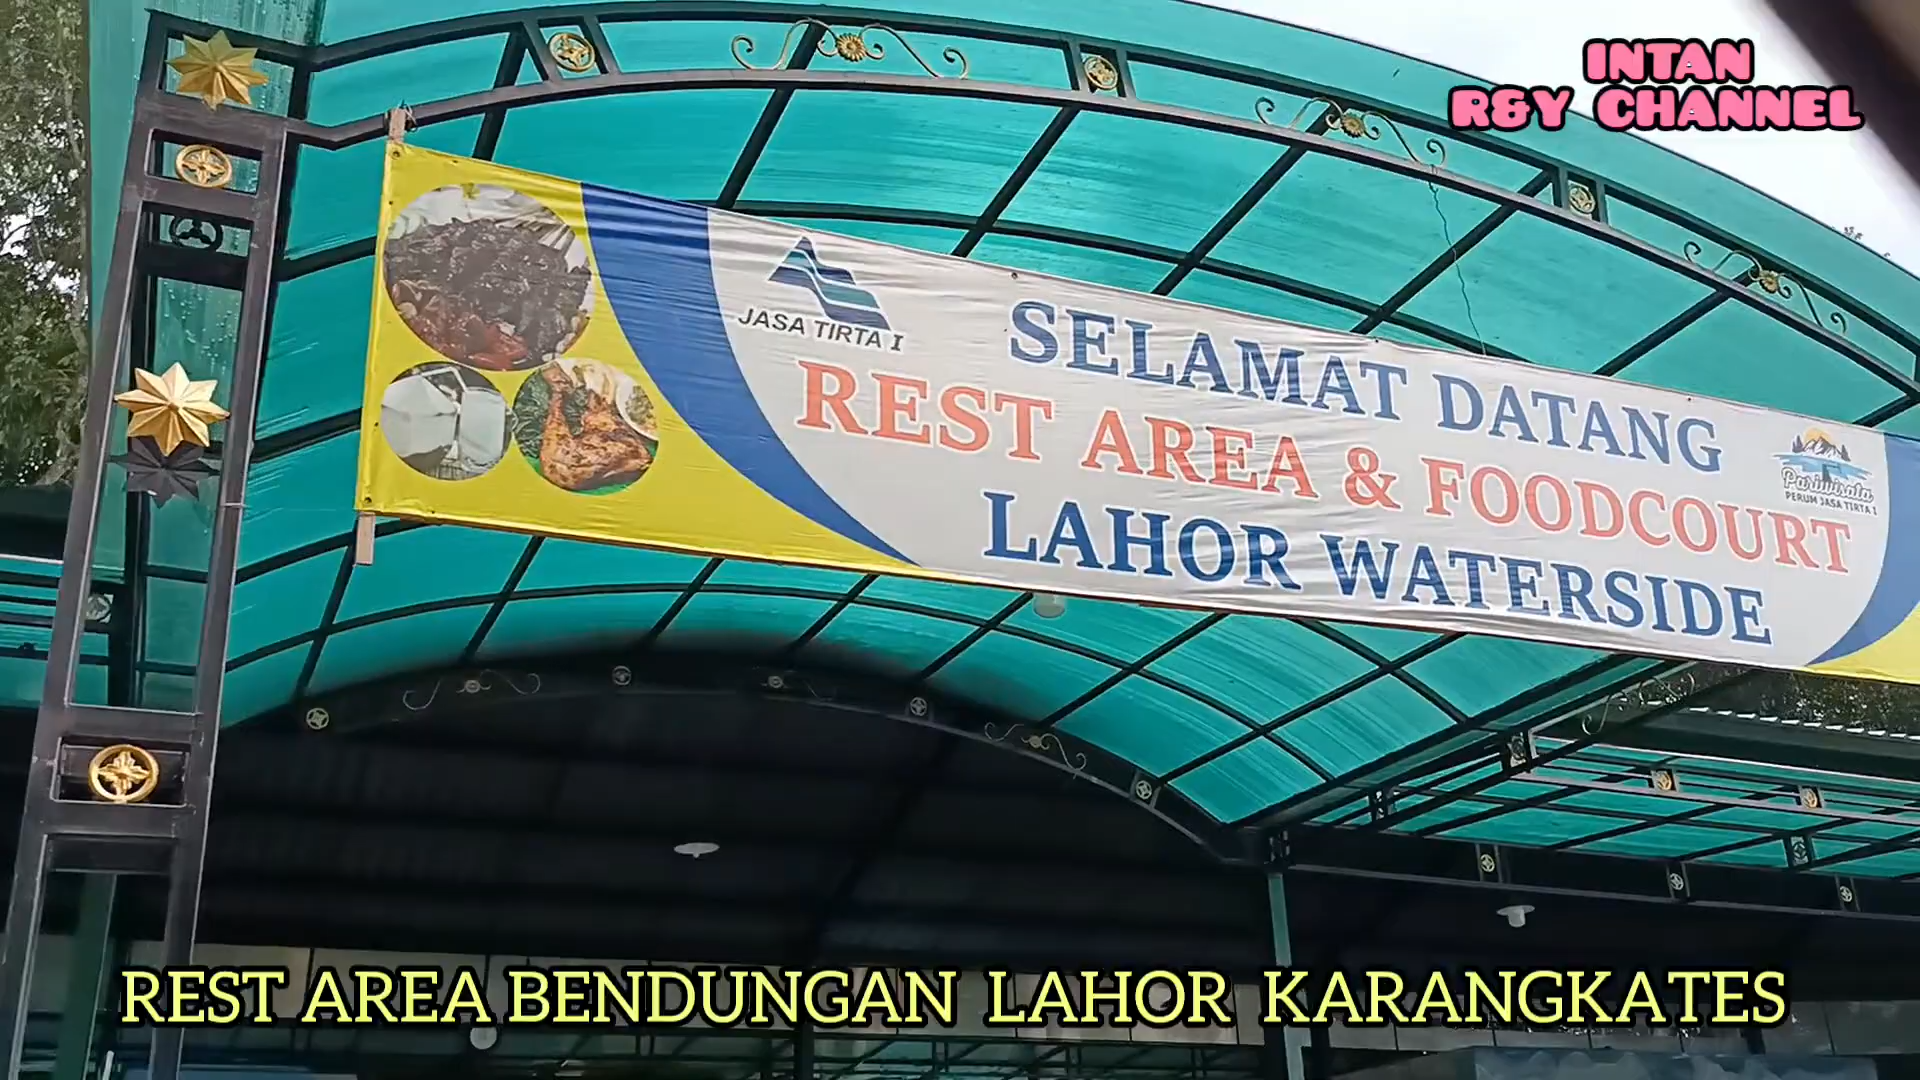 INTAN
R&Y CHANNEL
JASA TIRTA I
SELAMAT DATANG
REST AREA & FOODCOURT
LAHOR WATERSIDE
Pariwisata
PERUM JASA TIRTA I
REST AREA BENDUNGAN LAHOR KARANGKATES